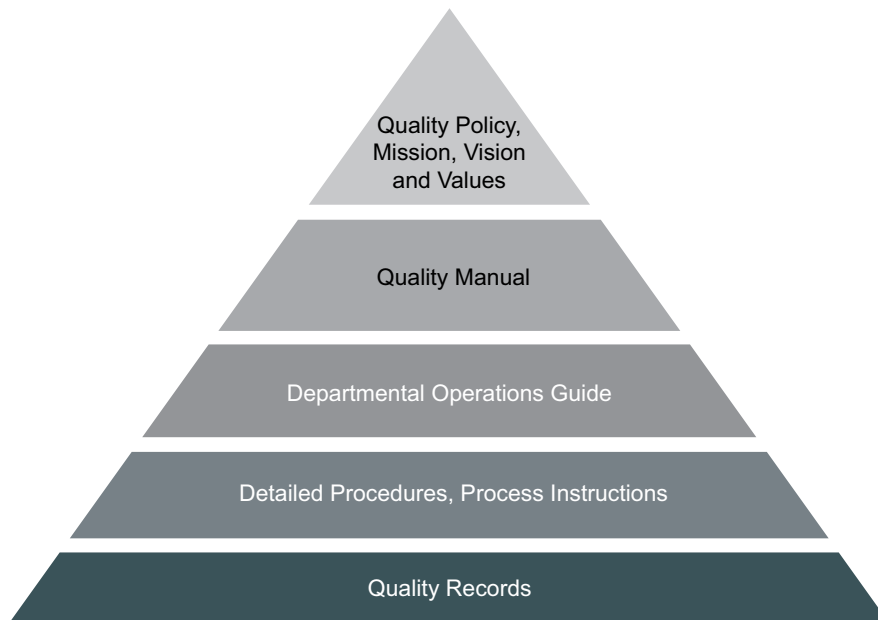 Quality Policy,
Mission, Vision
and Values
Quality Manual
Departmental Operations Guide
Detailed Procedures, Process Instructions
Quality Records